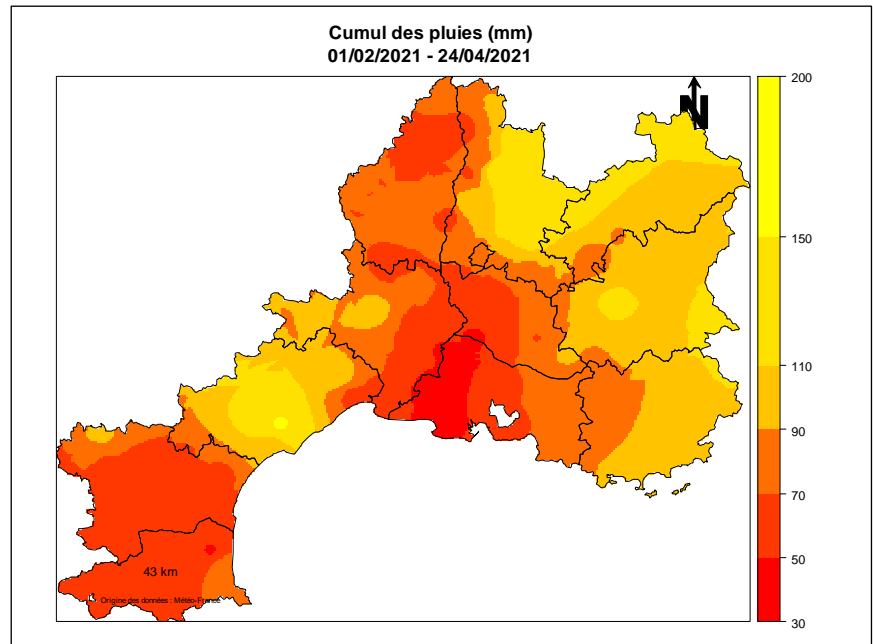 Cumul des pluies (mm)
01/02/2021 - 24/04/2021
N
200
150
110
90
70
50
30
43 km
Origine des données : Météo-France